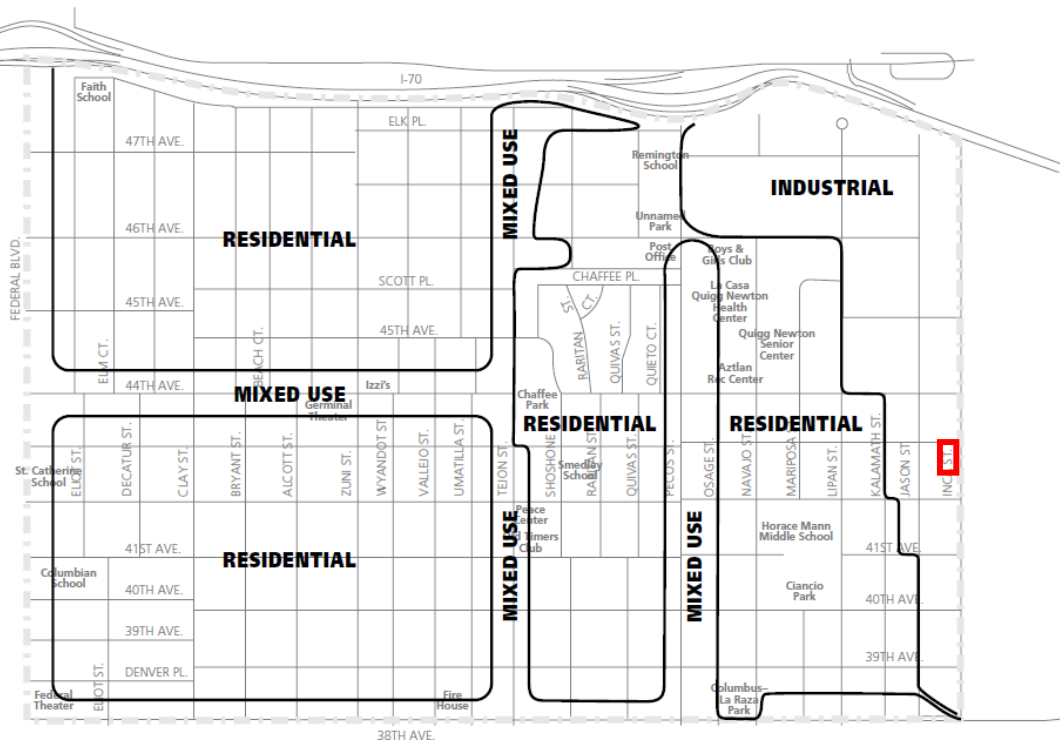 I-70
Faith
School
ELK PL.
47TH AVE.
MIXED USE
Remington
School
INDUSTRIAL
46TH AVE.
RESIDENTIAL
Unnamed
Park
Post
Office
Boys &
Girls Club
FEDERAL BLVD.
SCOTT PL.
CHAFFEE PL.
La Casa
Quigg Newton
Health
Center
45TH AVE.
ST.
CT.
45TH AVE.
RARITAN
QUIVAS ST.
QUIETO CT.
Quigg Newton
Senior
Center
ELM CT.
BEACH CT.
Aztlan
Rec Center
44TH AVE.
Izzi's
MIXED USE
Germinal
Theater
Chaffee
Park
RESIDENTIAL
RESIDENTIAL
St. Catherine
School
ELIOT ST.
DECATUR ST.
CLAY ST.
BRYANT ST.
ALCOTT ST.
ZUNI ST.
WYANDOT ST
VALLEJO ST.
UMATILLA ST.
TEJON ST.
SHOSHONE
Smedley
School
RARITAN ST.
QUIVAS ST.
PECOS ST.
OSAGE ST.
NAVAJO ST.
MARIPOSA
LIPAN ST.
KALAMATH ST.
JASON ST
Peace
Center
Old Timers
Club
Horace Mann
Middle School
41ST AVE.
RESIDENTIAL
41ST AVE.
MIXED USE
MIXED USE
Columbian
School
40TH AVE.
Ciancio
Park
40TH AVE.
39TH AVE.
39TH AVE.
DENVER PL.
ELIOT ST.
Federal
Theater
Fire
House
Columbus–
La Raza
Park
38TH AVE.